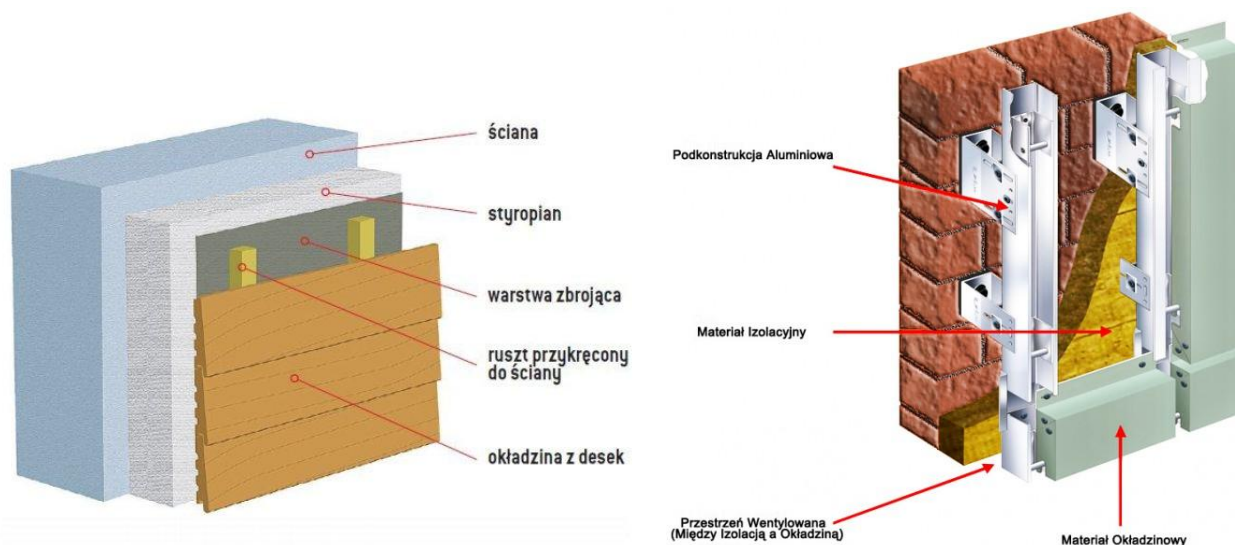 ściana
styropian
warstwa zbrojąca
ruszt przykręcony
do ściany
okładzina z desek
Podkonstrukcja Aluminiowa
Materiał Izolacyjny
Przestrzeń Wentylowana
(Między Izolacją a Okładziną)
Materiał Okładzinowy